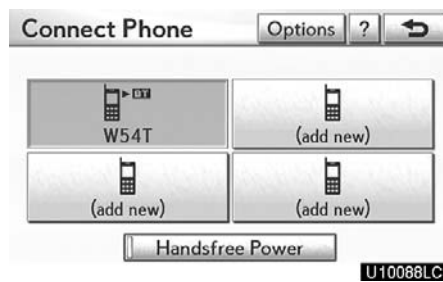 Connect Phone Options ?
BT
W54T (add new)
(add new) (add new)
Handsfree Power
U10088LC